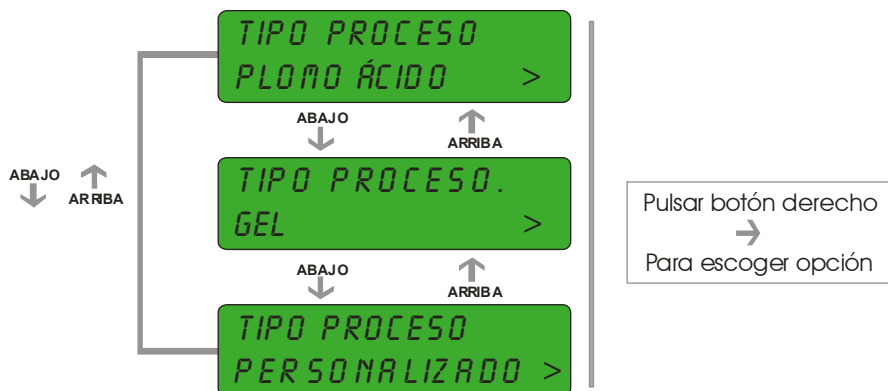 TIPO PROCESO
PLOMO ÁCIDO >
ABAJO
ARRIBA
ABAJO
ARRIBA
TIPO PROCESO.
GEL >
Pulsar botón derecho
Para escoger opción
ABAJO
ARRIBA
TIPO PROCESO
PERSONALIZADO >